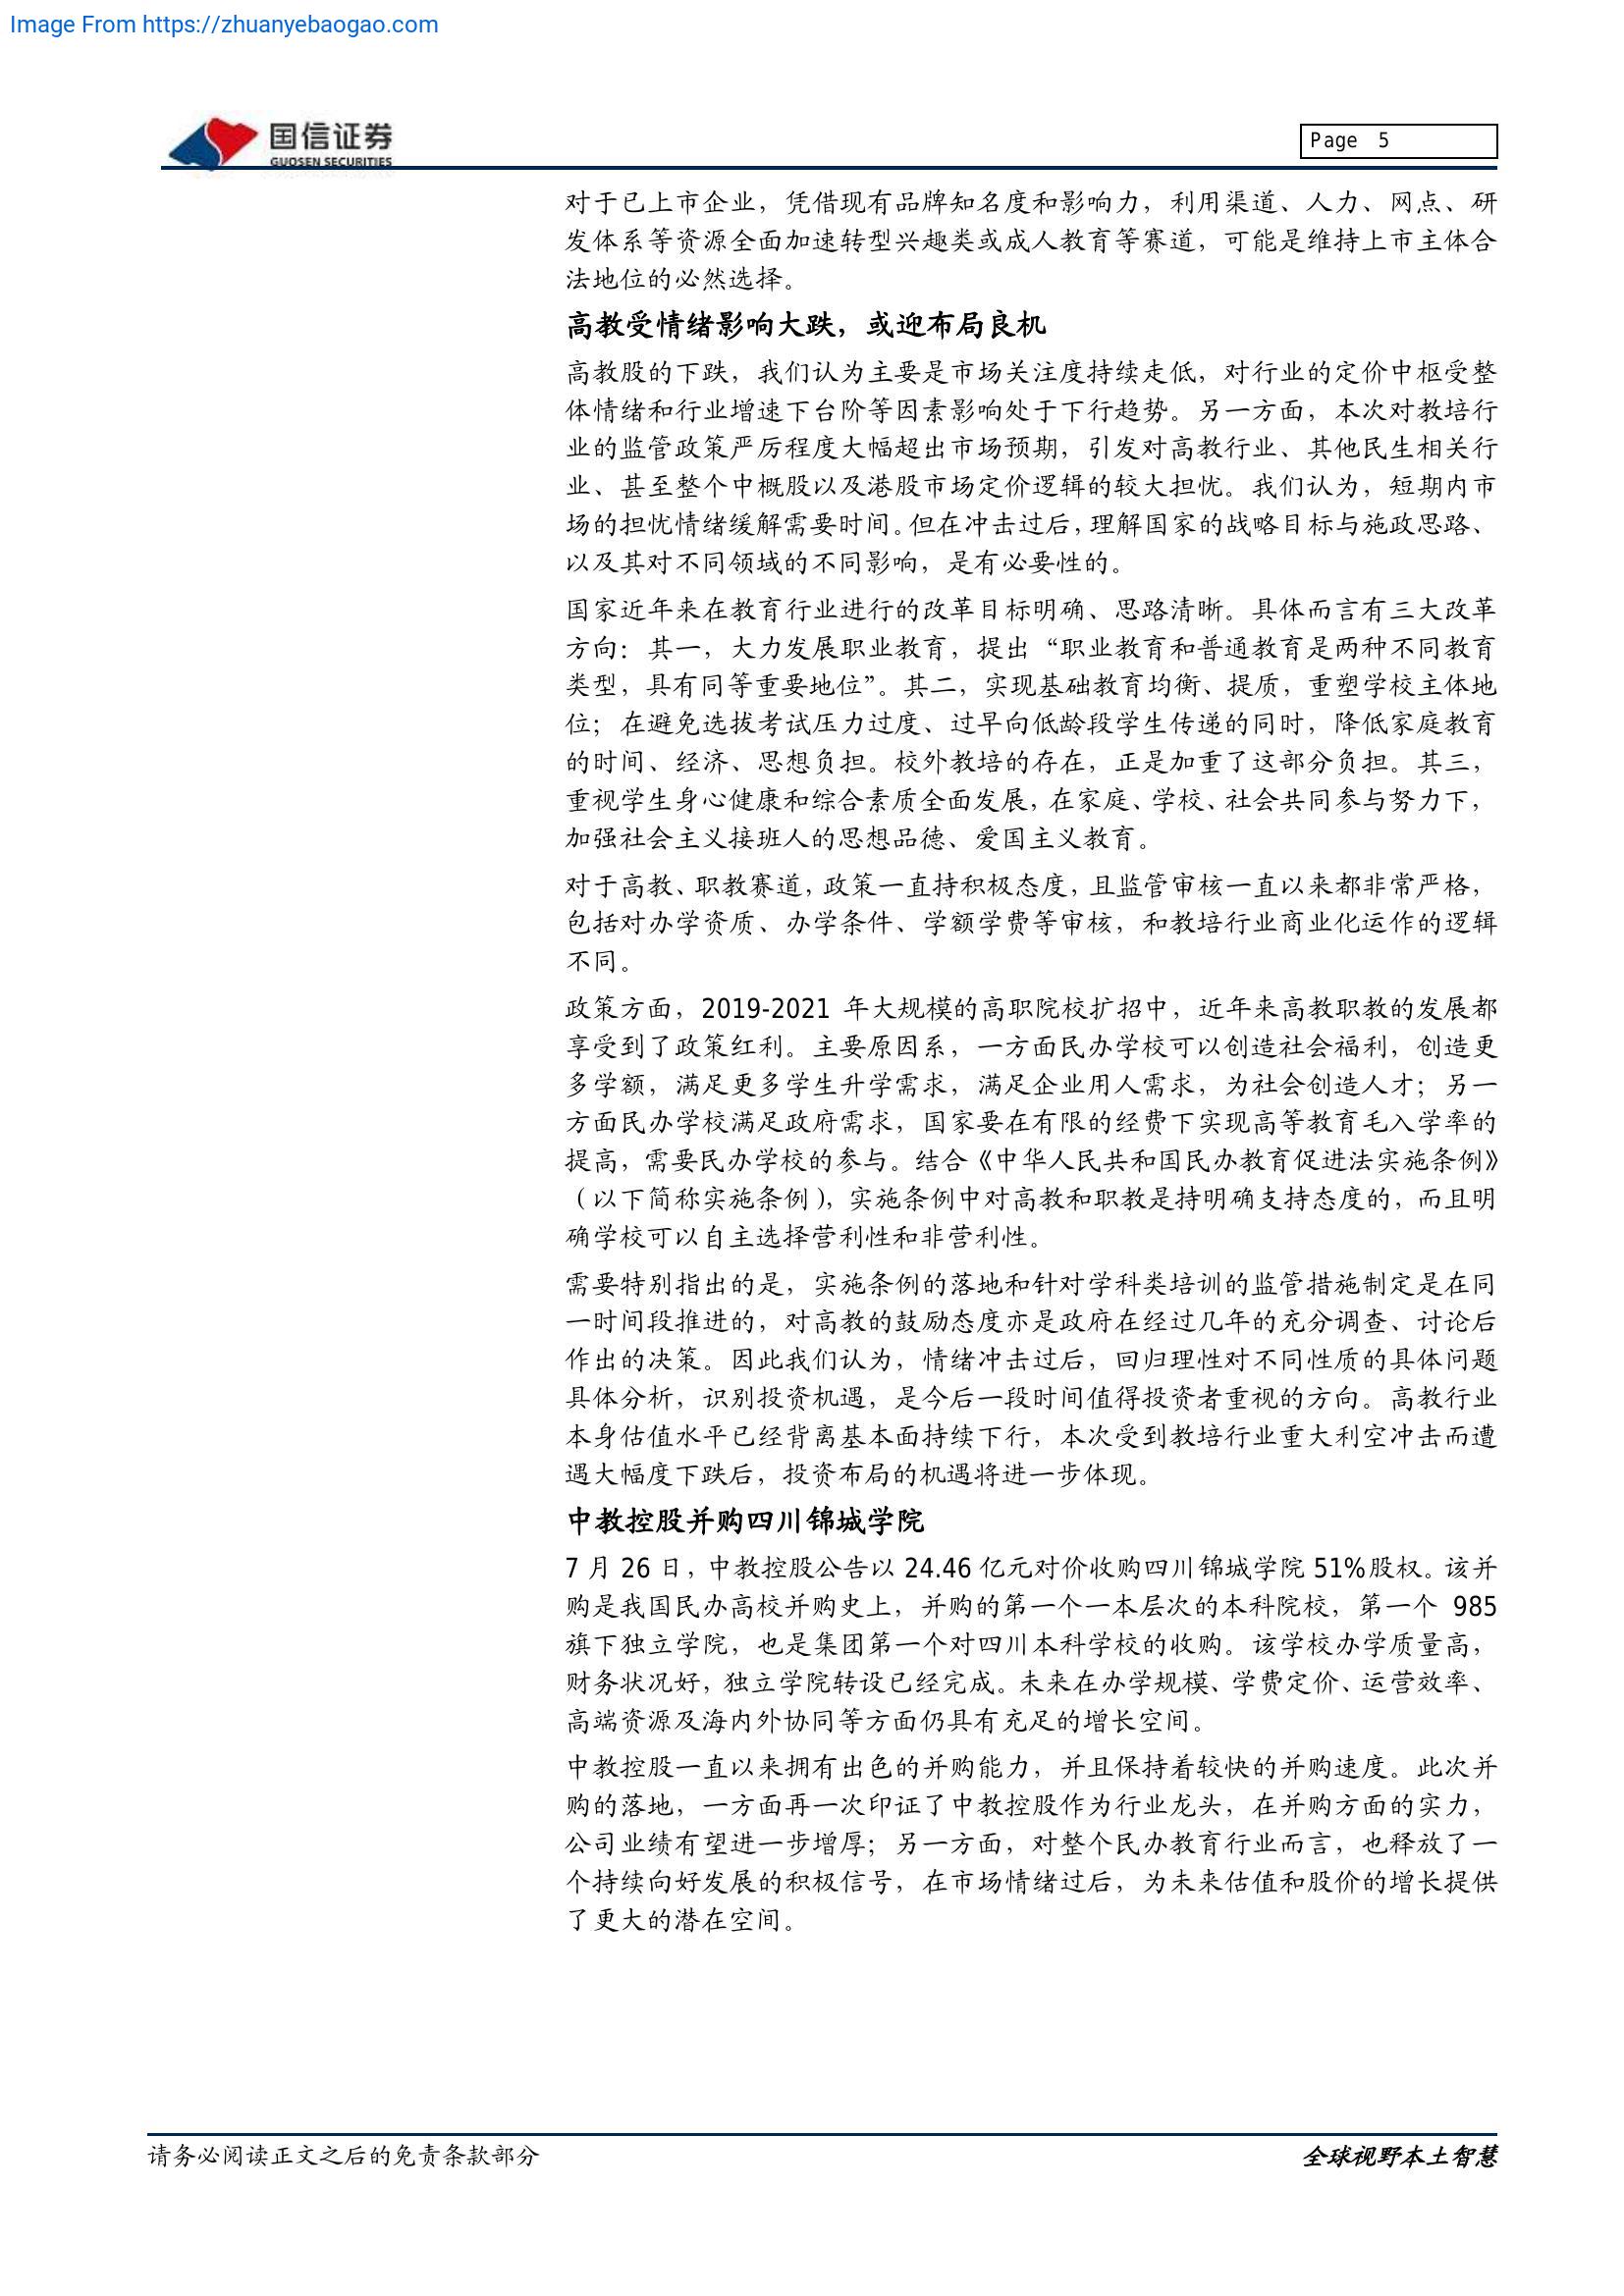 Image From https://zhuanyebaogao.com
国信证券
GUOSEN SECURITIES
Page 5
对于已上市企业，凭借现有品牌知名度和影响力，利用渠道、人力、网点、研
发体系等资源全面加速转型兴趣类或成人教育等赛道，可能是维持上市主体合
法地位的必然选择。
高教受情绪影响大跌，或迎布局良机
高教股的下跌，我们认为主要是市场关注度持续走低，对行业的定价中枢受整
体情绪和行业增速下台阶等因素影响处于下行趋势。另一方面，本次对教培行
业的监管政策严厉程度大幅超出市场预期，引发对高教行业、其他民生相关行
业、甚至整个中概股以及港股市场定价逻辑的较大担忧。我们认为，短期内市
场的担忧情绪缓解需要时间。但在冲击过后，理解国家的战略目标与施政思路、
以及其对不同领域的不同影响，是有必要性的。
国家近年来在教育行业进行的改革目标明确、思路清晰。具体而言有三大改革
方向：其一，大力发展职业教育，提出“职业教育和普通教育是两种不同教育
类型，具有同等重要地位”。其二，实现基础教育均衡、提质，重塑学校主体地
位；在避免选拔考试压力过度、过早向低龄段学生传递的同时，降低家庭教育
的时间、经济、思想负担。校外教培的存在，正是加重了这部分负担。其三，
重视学生身心健康和综合素质全面发展，在家庭、学校、社会共同参与努力下，
加强社会主义接班人的思想品德、爱国主义教育。
对于高教、职教赛道，政策一直持积极态度，且监管审核一直以来都非常严格，
包括对办学资质、办学条件、学额学费等审核，和教培行业商业化运作的逻辑
不同。
政策方面，2019-2021 年大规模的高职院校扩招中，近年来高教职教的发展都
享受到了政策红利。主要原因系，一方面民办学校可以创造社会福利，创造更
多学额，满足更多学生升学需求，满足企业用人需求，为社会创造人才；另一
方面民办学校满足政府需求，国家要在有限的经费下实现高等教育毛入学率的
提高，需要民办学校的参与。结合《中华人民共和国民办教育促进法实施条例》
（以下简称实施条例），实施条例中对高教和职教是持明确支持态度的，而且明
确学校可以自主选择营利性和非营利性。
需要特别指出的是，实施条例的落地和针对学科类培训的监管措施制定是在同
一时间段推进的，对高教的鼓励态度亦是政府在经过几年的充分调查、讨论后
作出的决策。因此我们认为，情绪冲击过后，回归理性对不同性质的具体问题
具体分析，识别投资机遇，是今后一段时间值得投资者重视的方向。高教行业
本身估值水平已经背离基本面持续下行，本次受到教培行业重大利空冲击而遭
遇大幅度下跌后，投资布局的机遇将进一步体现。
中教控股并购四川锦城学院
7 月 26 日，中教控股公告以 24.46 亿元对价收购四川锦城学院 51%股权。该并
购是我国民办高校并购史上，并购的第一个一本层次的本科院校，第一个 985
旗下独立学院，也是集团第一个对四川本科学校的收购。该学校办学质量高，
财务状况好，独立学院转设已经完成。未来在办学规模、学费定价、运营效率、
高端资源及海内外协同等方面仍具有充足的增长空间。
中教控股一直以来拥有出色的并购能力，并且保持着较快的并购速度。此次并
购的落地，一方面再一次印证了中教控股作为行业龙头，在并购方面的实力，
公司业绩有望进一步增厚；另一方面，对整个民办教育行业而言，也释放了一
个持续向好发展的积极信号，在市场情绪过后，为未来估值和股价的增长提供
了更大的潜在空间。
请务必阅读正文之后的免责条款部分
全球视野本土智慧